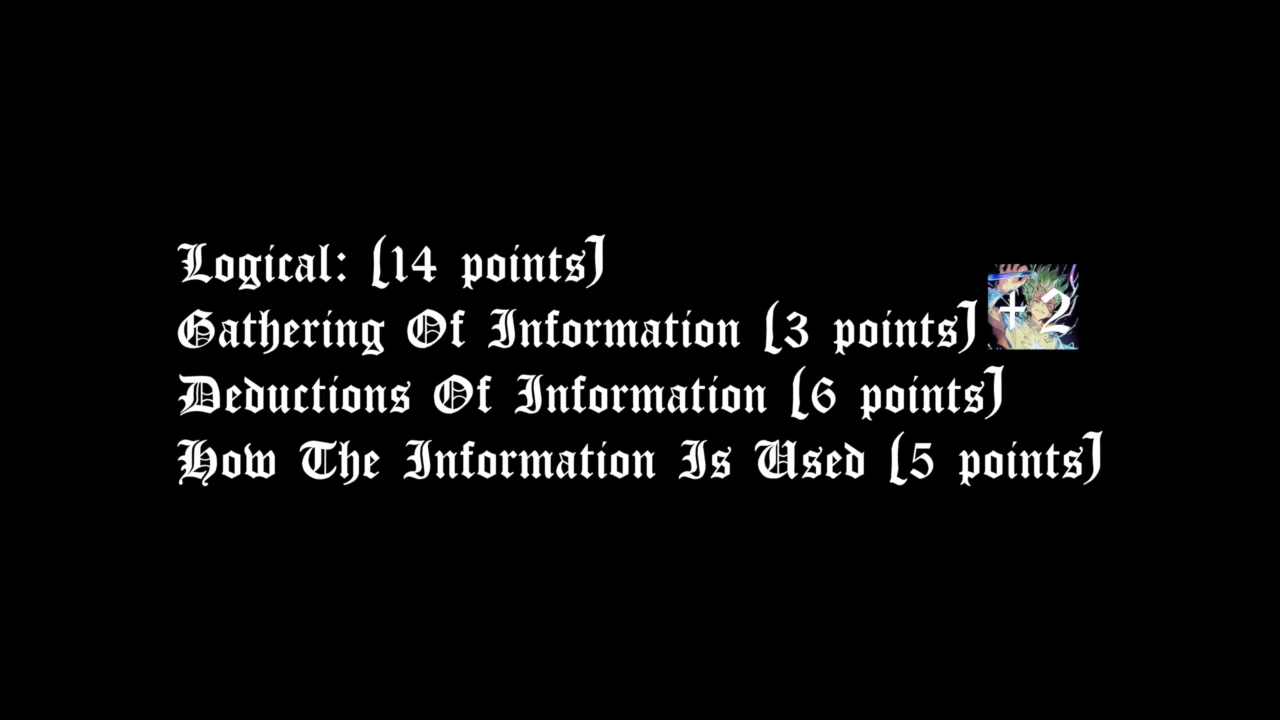 Logical: [14 points]
Gathering Of Information [3 points] +2
Deductions Of Information [6 points]
How The Information Is Used [5 points]